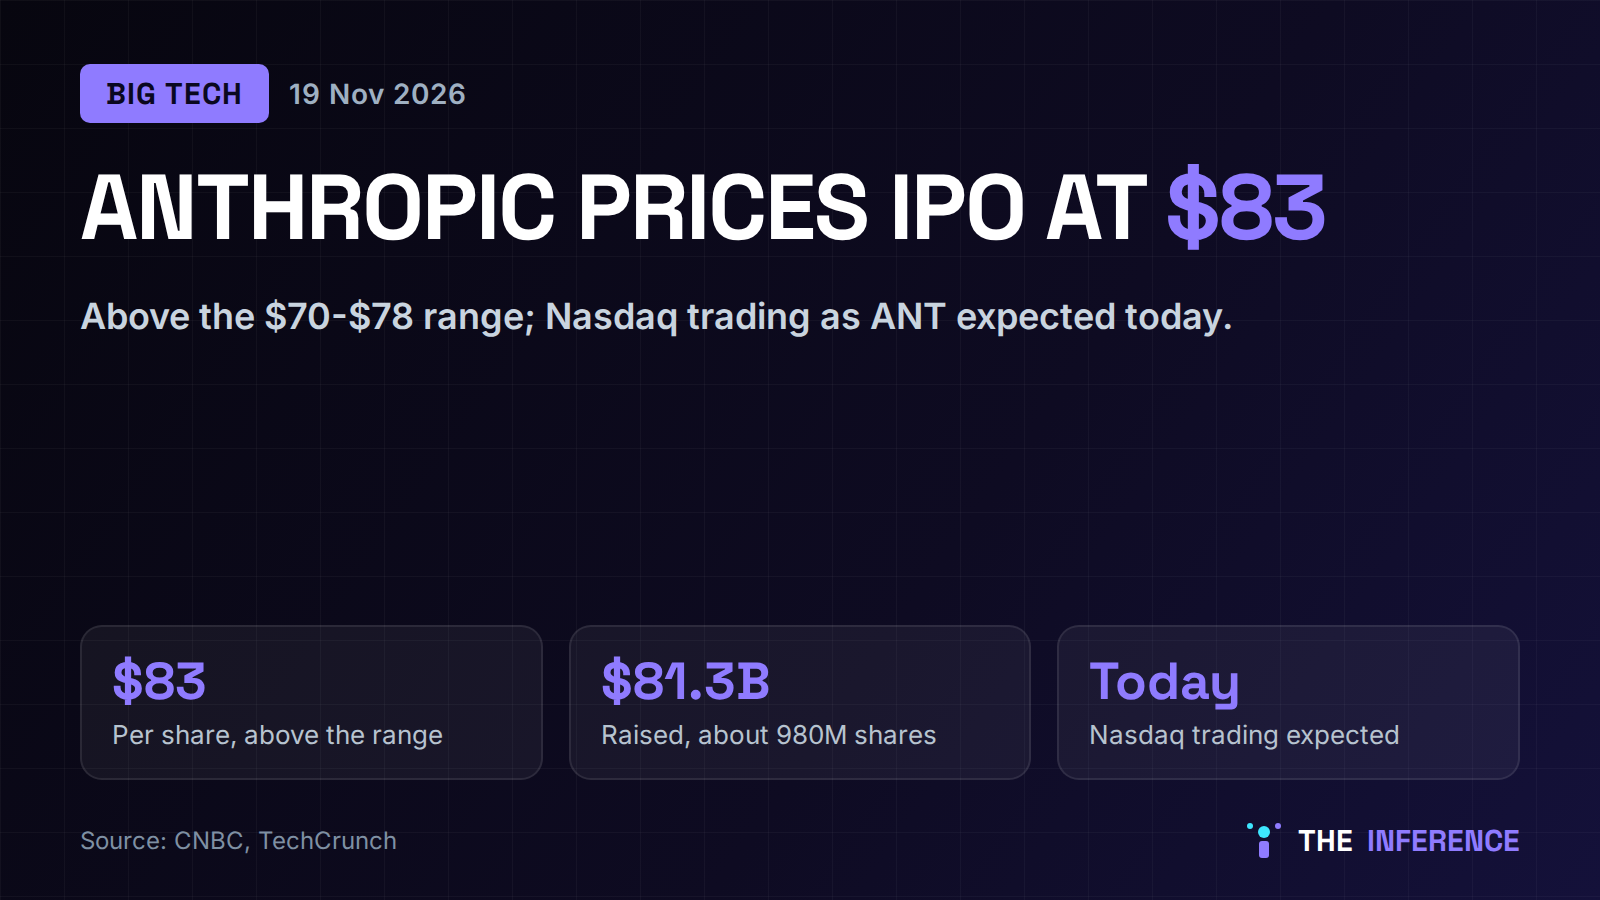 BIG TECH 19 Nov 2026
ANTHROPIC PRICES IPO AT $83
Above the $70-$78 range; Nasdaq trading as ANT expected today.
$83
Per share, above the range
$81.3B
Raised, about 980M shares
Today
Nasdaq trading expected
Source: CNBC, TechCrunch
THE INFERENCE